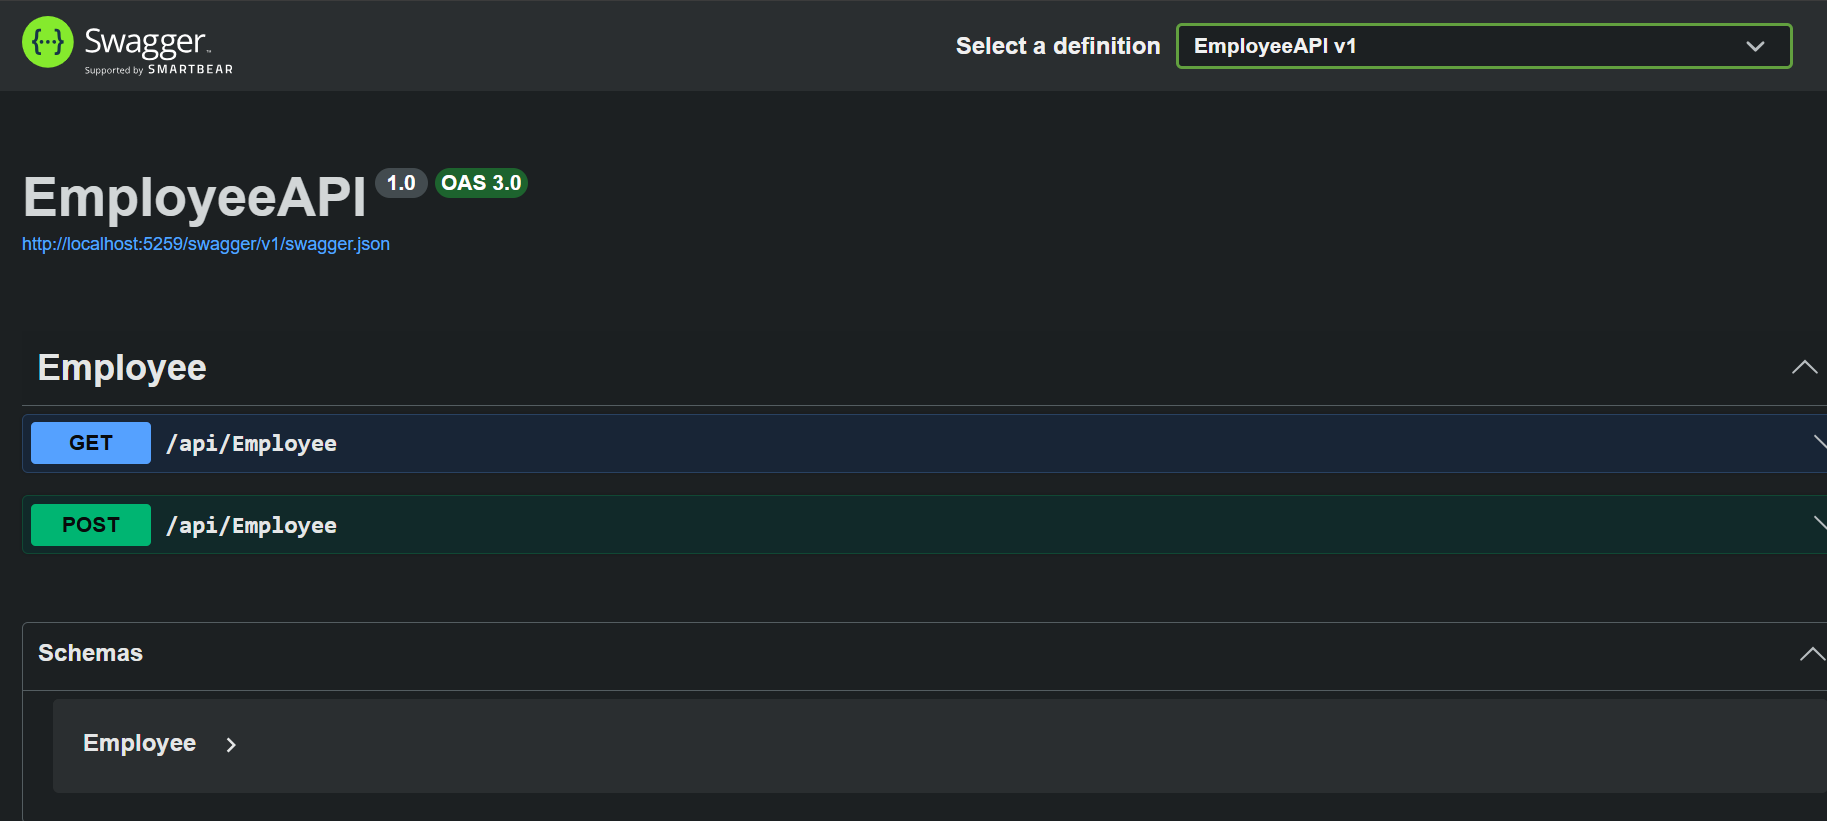 Swagger™
Supported by SMARTBEAR
Select a definition
EmployeeAPI v1
EmployeeAPI 1.0 OAS 3.0
http://localhost:5259/swagger/v1/swagger.json
Employee
GET /api/Employee
POST /api/Employee
Schemas
Employee